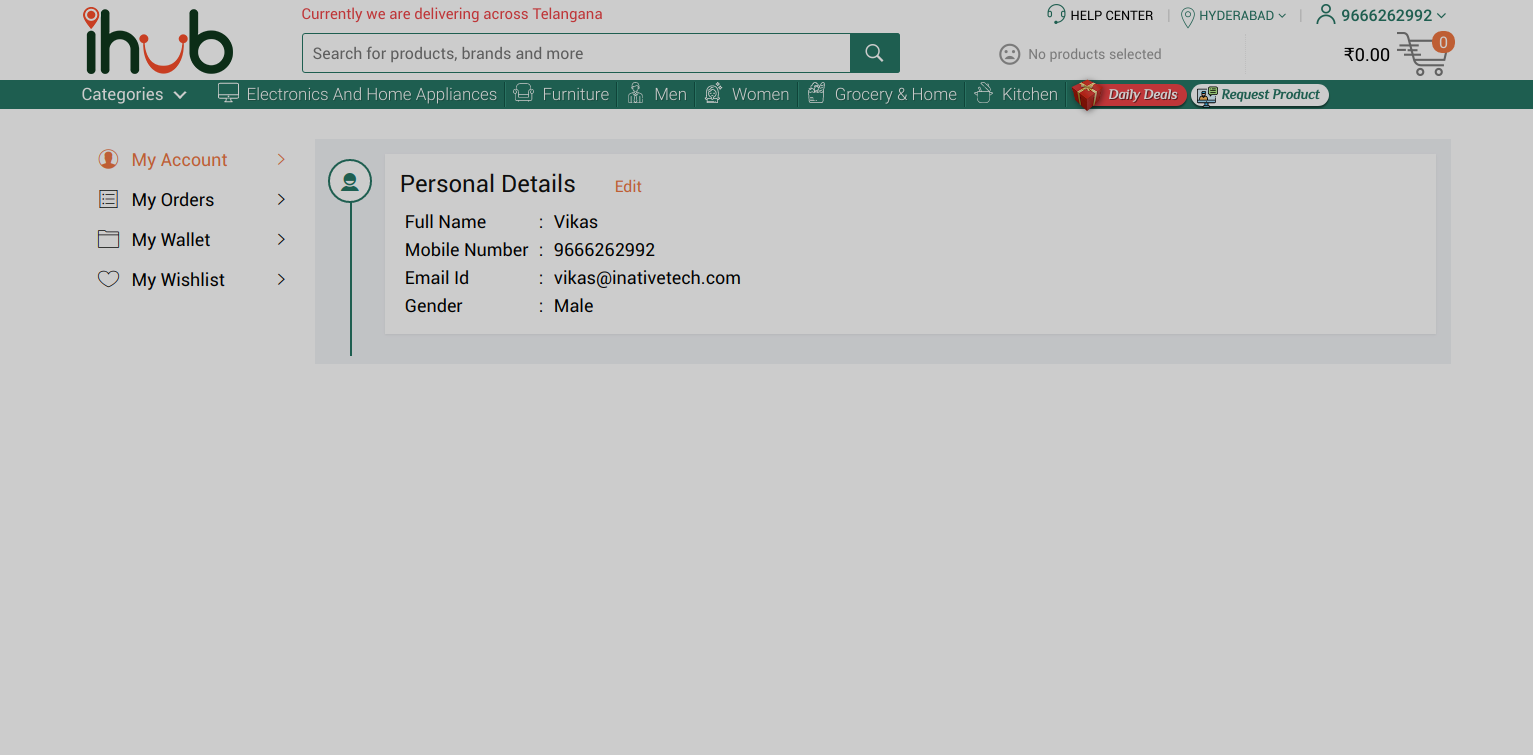 ihub
Currently we are delivering across Telangana
HELP CENTER | HYDERABAD | 9666262992
Search for products, brands and more
No products selected
₹0.00 0
Categories Electronics And Home Appliances Furniture Men Women Grocery & Home Kitchen Daily Deals Request Product
My Account
My Orders
My Wallet
My Wishlist
Personal Details Edit
Full Name : Vikas
Mobile Number : 9666262992
Email Id : vikas@inativetech.com
Gender : Male